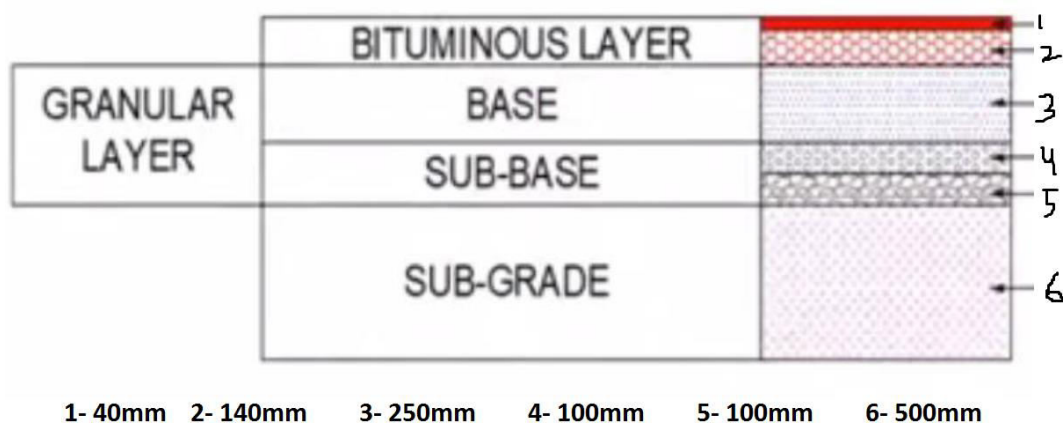 BITUMINOUS LAYER
1
2
GRANULAR
LAYER
BASE
3
SUB-BASE
4
5
SUB-GRADE
6
1- 40mm 2- 140mm 3- 250mm 4- 100mm 5- 100mm 6- 500mm